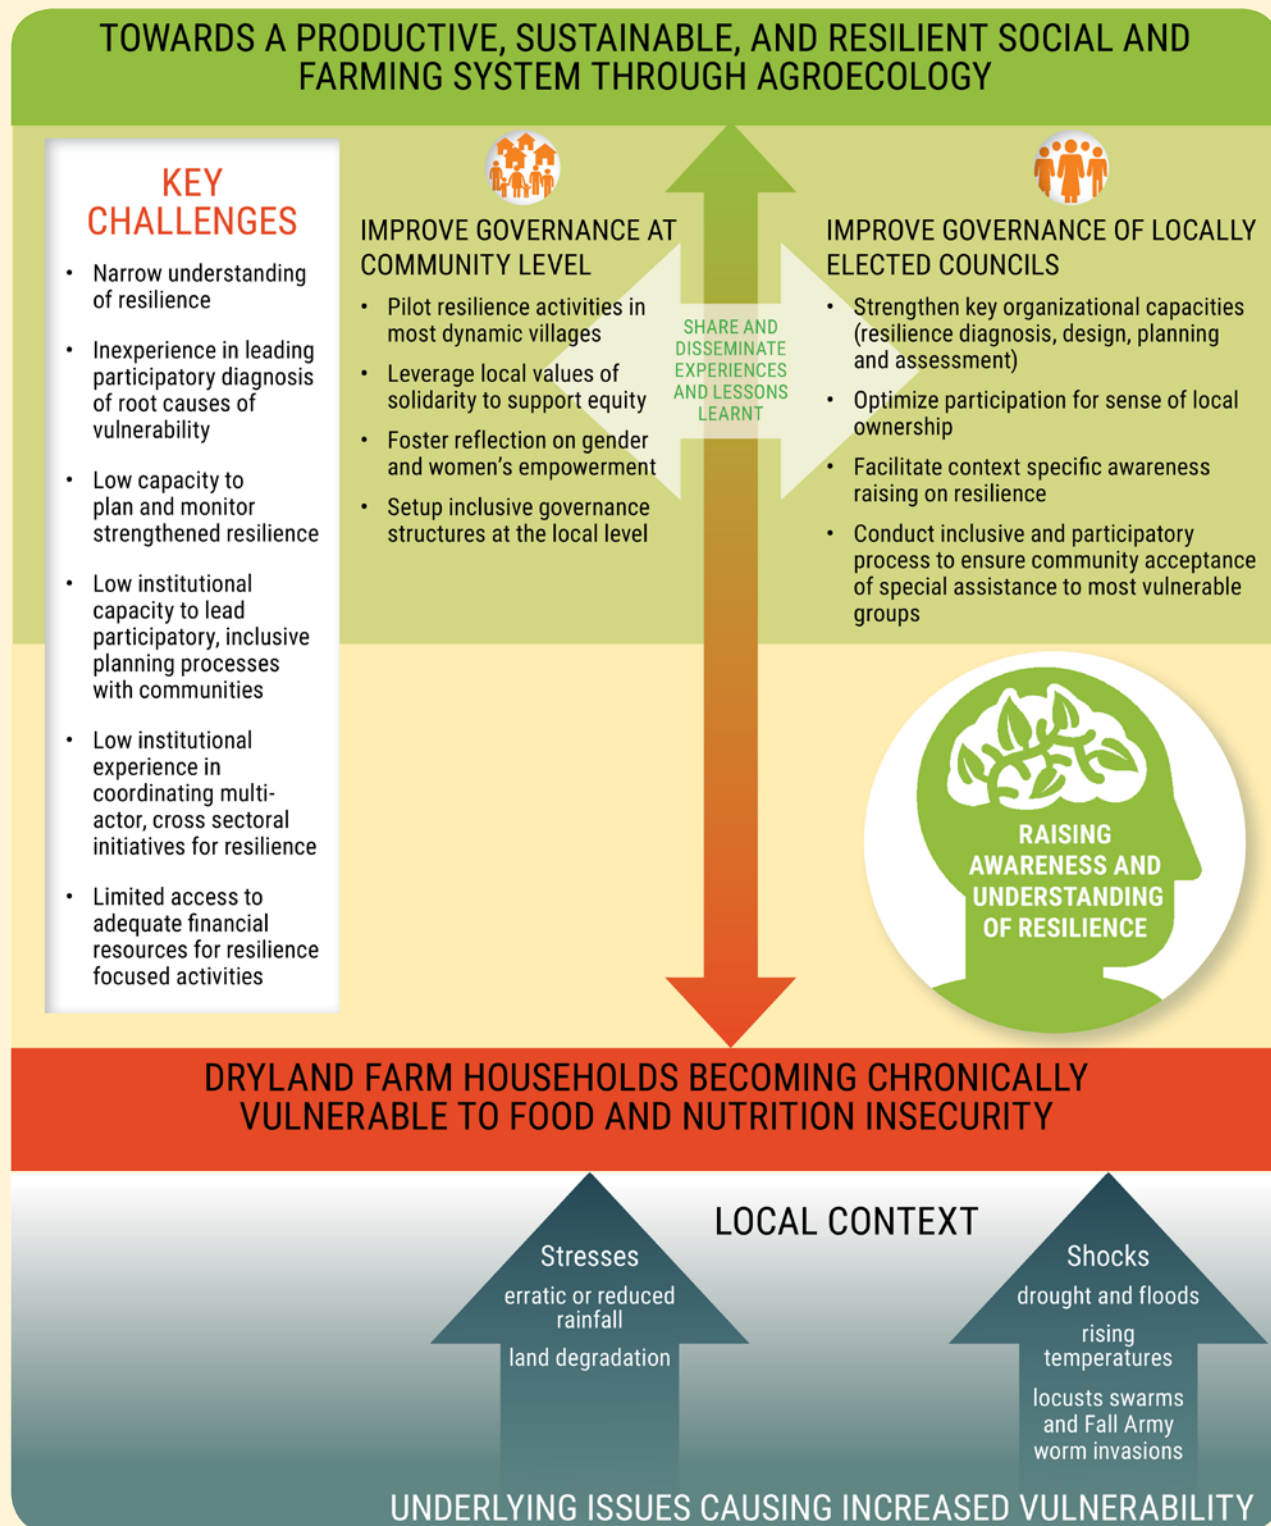 TOWARDS A PRODUCTIVE, SUSTAINABLE, AND RESILIENT SOCIAL AND
FARMING SYSTEM THROUGH AGROECOLOGY
KEY
CHALLENGES
• Narrow understanding
of resilience
• Inexperience in leading
participatory diagnosis
of root causes of
vulnerability
• Low capacity to
plan and monitor
strengthened resilience
• Low institutional
capacity to lead
participatory, inclusive
planning processes
with communities
• Low institutional
experience in
coordinating multi-
actor, cross sectoral
initiatives for resilience
• Limited access to
adequate financial
resources for resilience
focused activities
IMPROVE GOVERNANCE AT
COMMUNITY LEVEL
• Pilot resilience activities in
most dynamic villages
• Leverage local values of
solidarity to support equity
• Foster reflection on gender
and women's empowerment
• Setup inclusive governance
structures at the local level
SHARE AND
DISSEMINATE
EXPERIENCES
AND LESSONS
LEARNT
IMPROVE GOVERNANCE OF LOCALLY
ELECTED COUNCILS
• Strengthen key organizational capacities
(resilience diagnosis, design, planning
and assessment)
• Optimize participation for sense of local
ownership
• Facilitate context specific awareness
raising on resilience
• Conduct inclusive and participatory
process to ensure community acceptance
of special assistance to most vulnerable
groups
RAISING
AWARENESS AND
UNDERSTANDING
OF RESILIENCE
DRYLAND FARM HOUSEHOLDS BECOMING CHRONICALLY
VULNERABLE TO FOOD AND NUTRITION INSECURITY
LOCAL CONTEXT
Stresses
erratic or reduced
rainfall
land degradation
Shocks
drought and floods
rising
temperatures
locusts swarms
and Fall Army
worm invasions
UNDERLYING ISSUES CAUSING INCREASED VULNERABILITY